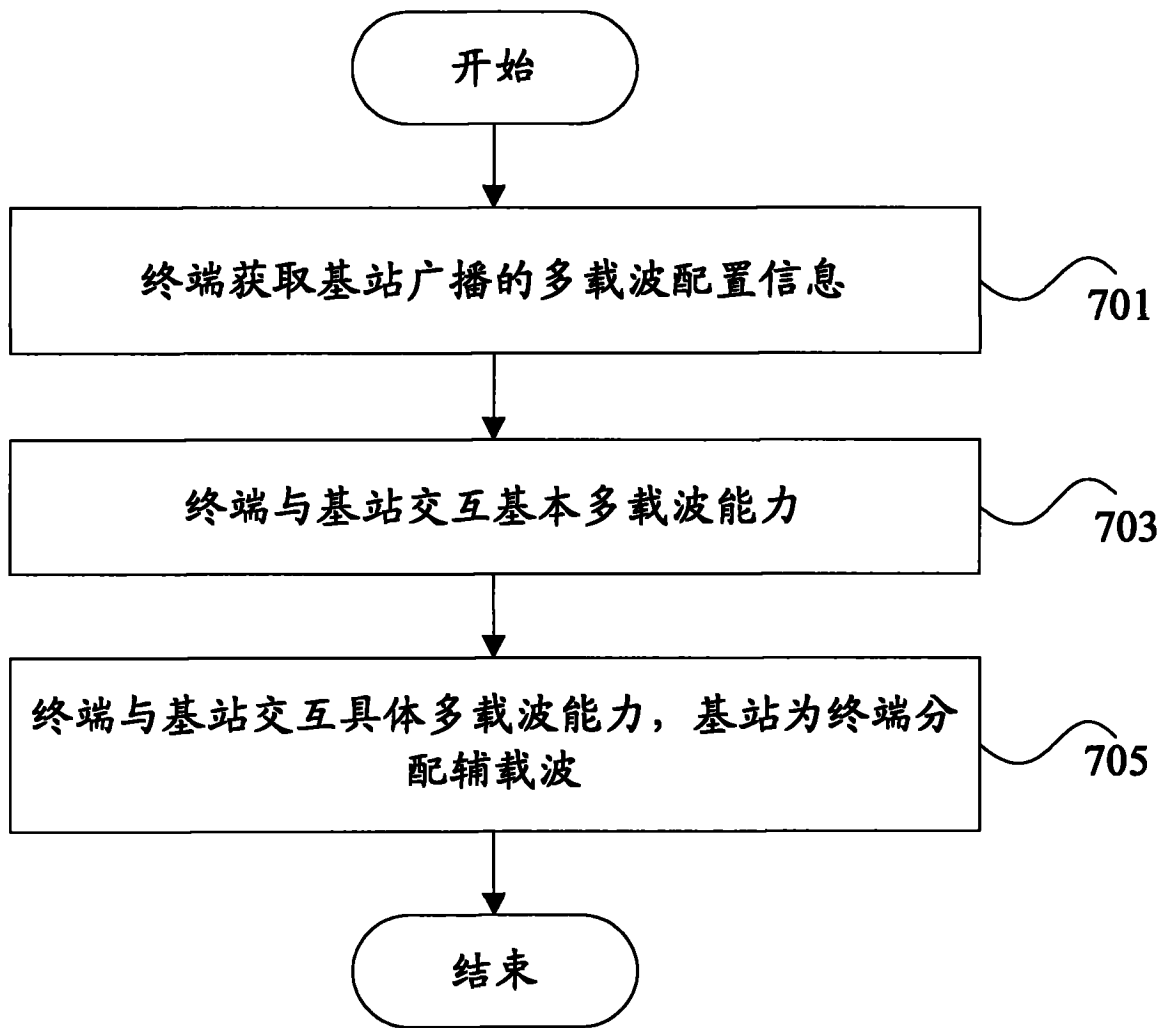 开始
终端获取基站广播的多载波配置信息
701
终端与基站交互基本多载波能力
703
终端与基站交互具体多载波能力，基站为终端分
配辅载波
705
结束